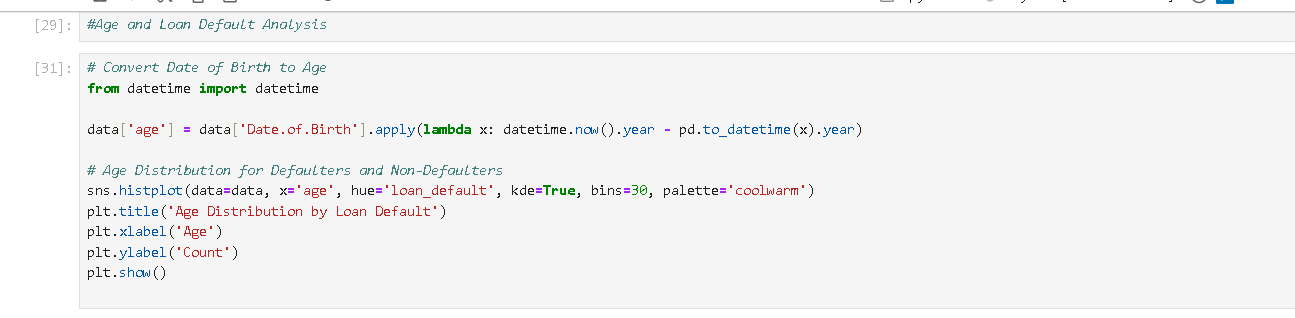 [29]: #Age and Loan Default Analysis
[31]: # Convert Date of Birth to Age
from datetime import datetime
data['age'] = data['Date.of.Birth'].apply(lambda x: datetime.now().year - pd.to_datetime(x).year)
# Age Distribution for Defaulters and Non-Defaulters
sns.histplot(data=data, x='age', hue='loan_default', kde=True, bins=30, palette='coolwarm')
plt.title('Age Distribution by Loan Default')
plt.xlabel('Age')
plt.ylabel('Count')
plt.show()